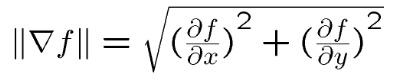 ‖∇f‖ = √((∂f/∂x)² + (∂f/∂y)²)